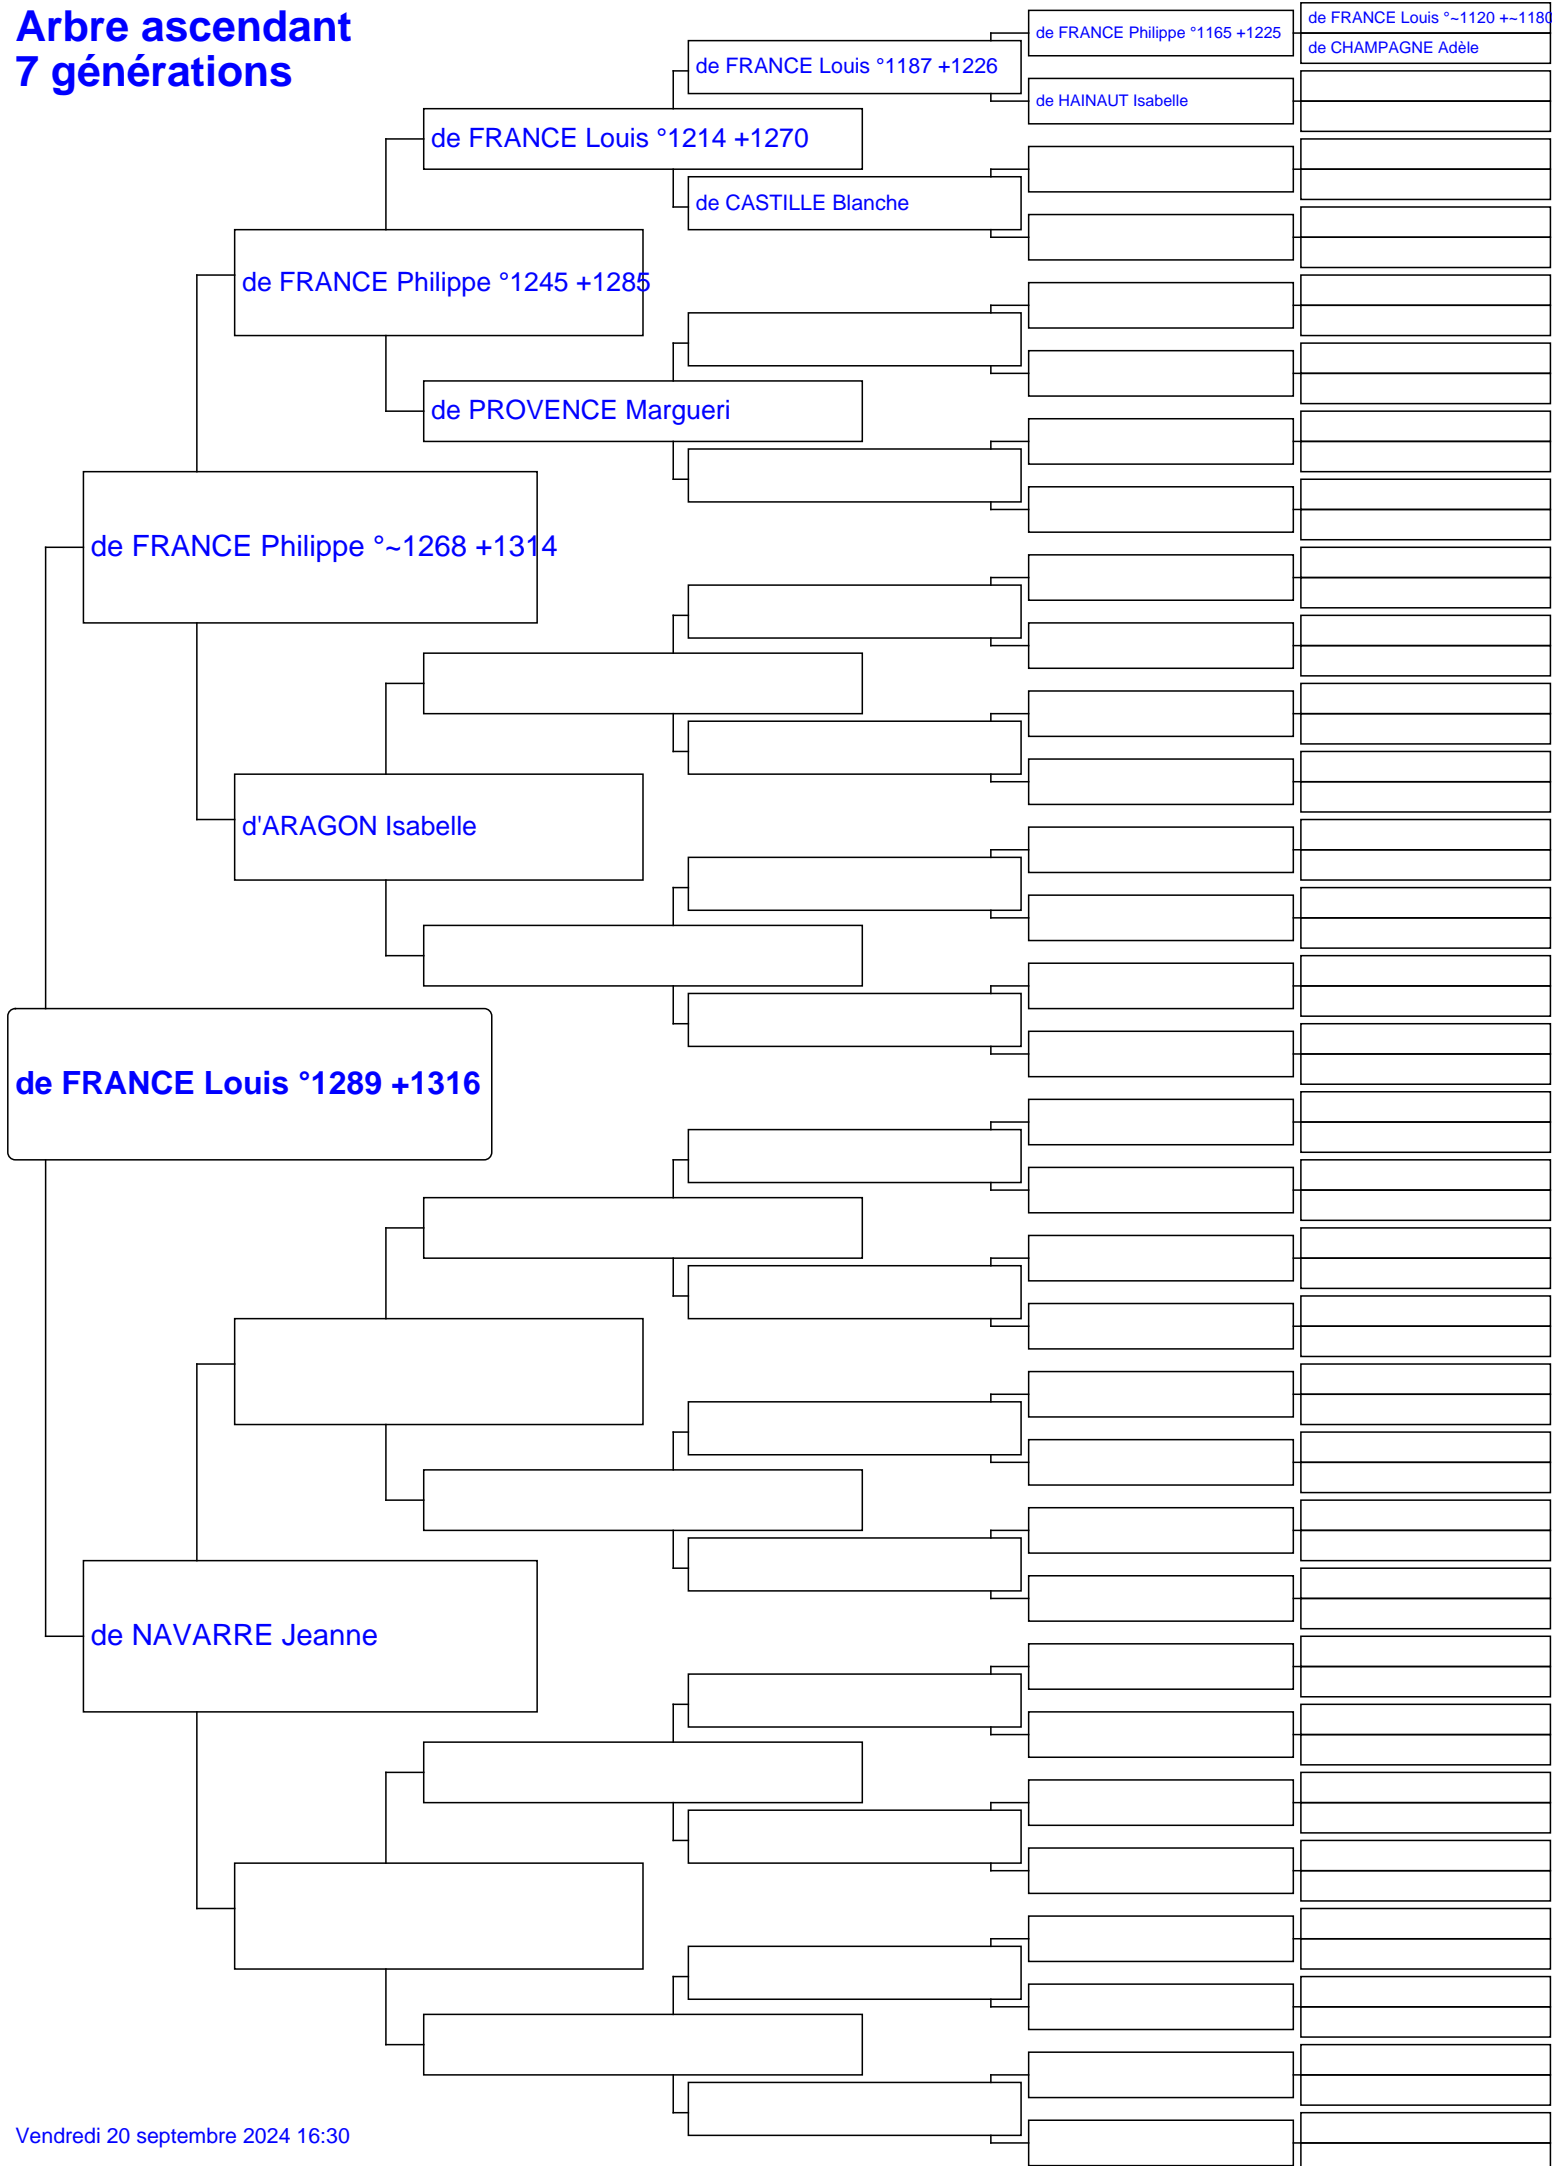 Arbre ascendant
7 générations
de FRANCE Louis °~1120 +~1180
de FRANCE Philippe °1165 +1225
de CHAMPAGNE Adèle
de FRANCE Louis °1187 +1226
de HAINAUT Isabelle
de FRANCE Louis °1214 +1270
de CASTILLE Blanche
de FRANCE Philippe °1245 +1285
de PROVENCE Margueri
de FRANCE Philippe °~1268 +1314
d'ARAGON Isabelle
de FRANCE Louis °1289 +1316
de NAVARRE Jeanne
Vendredi 20 septembre 2024 16:30